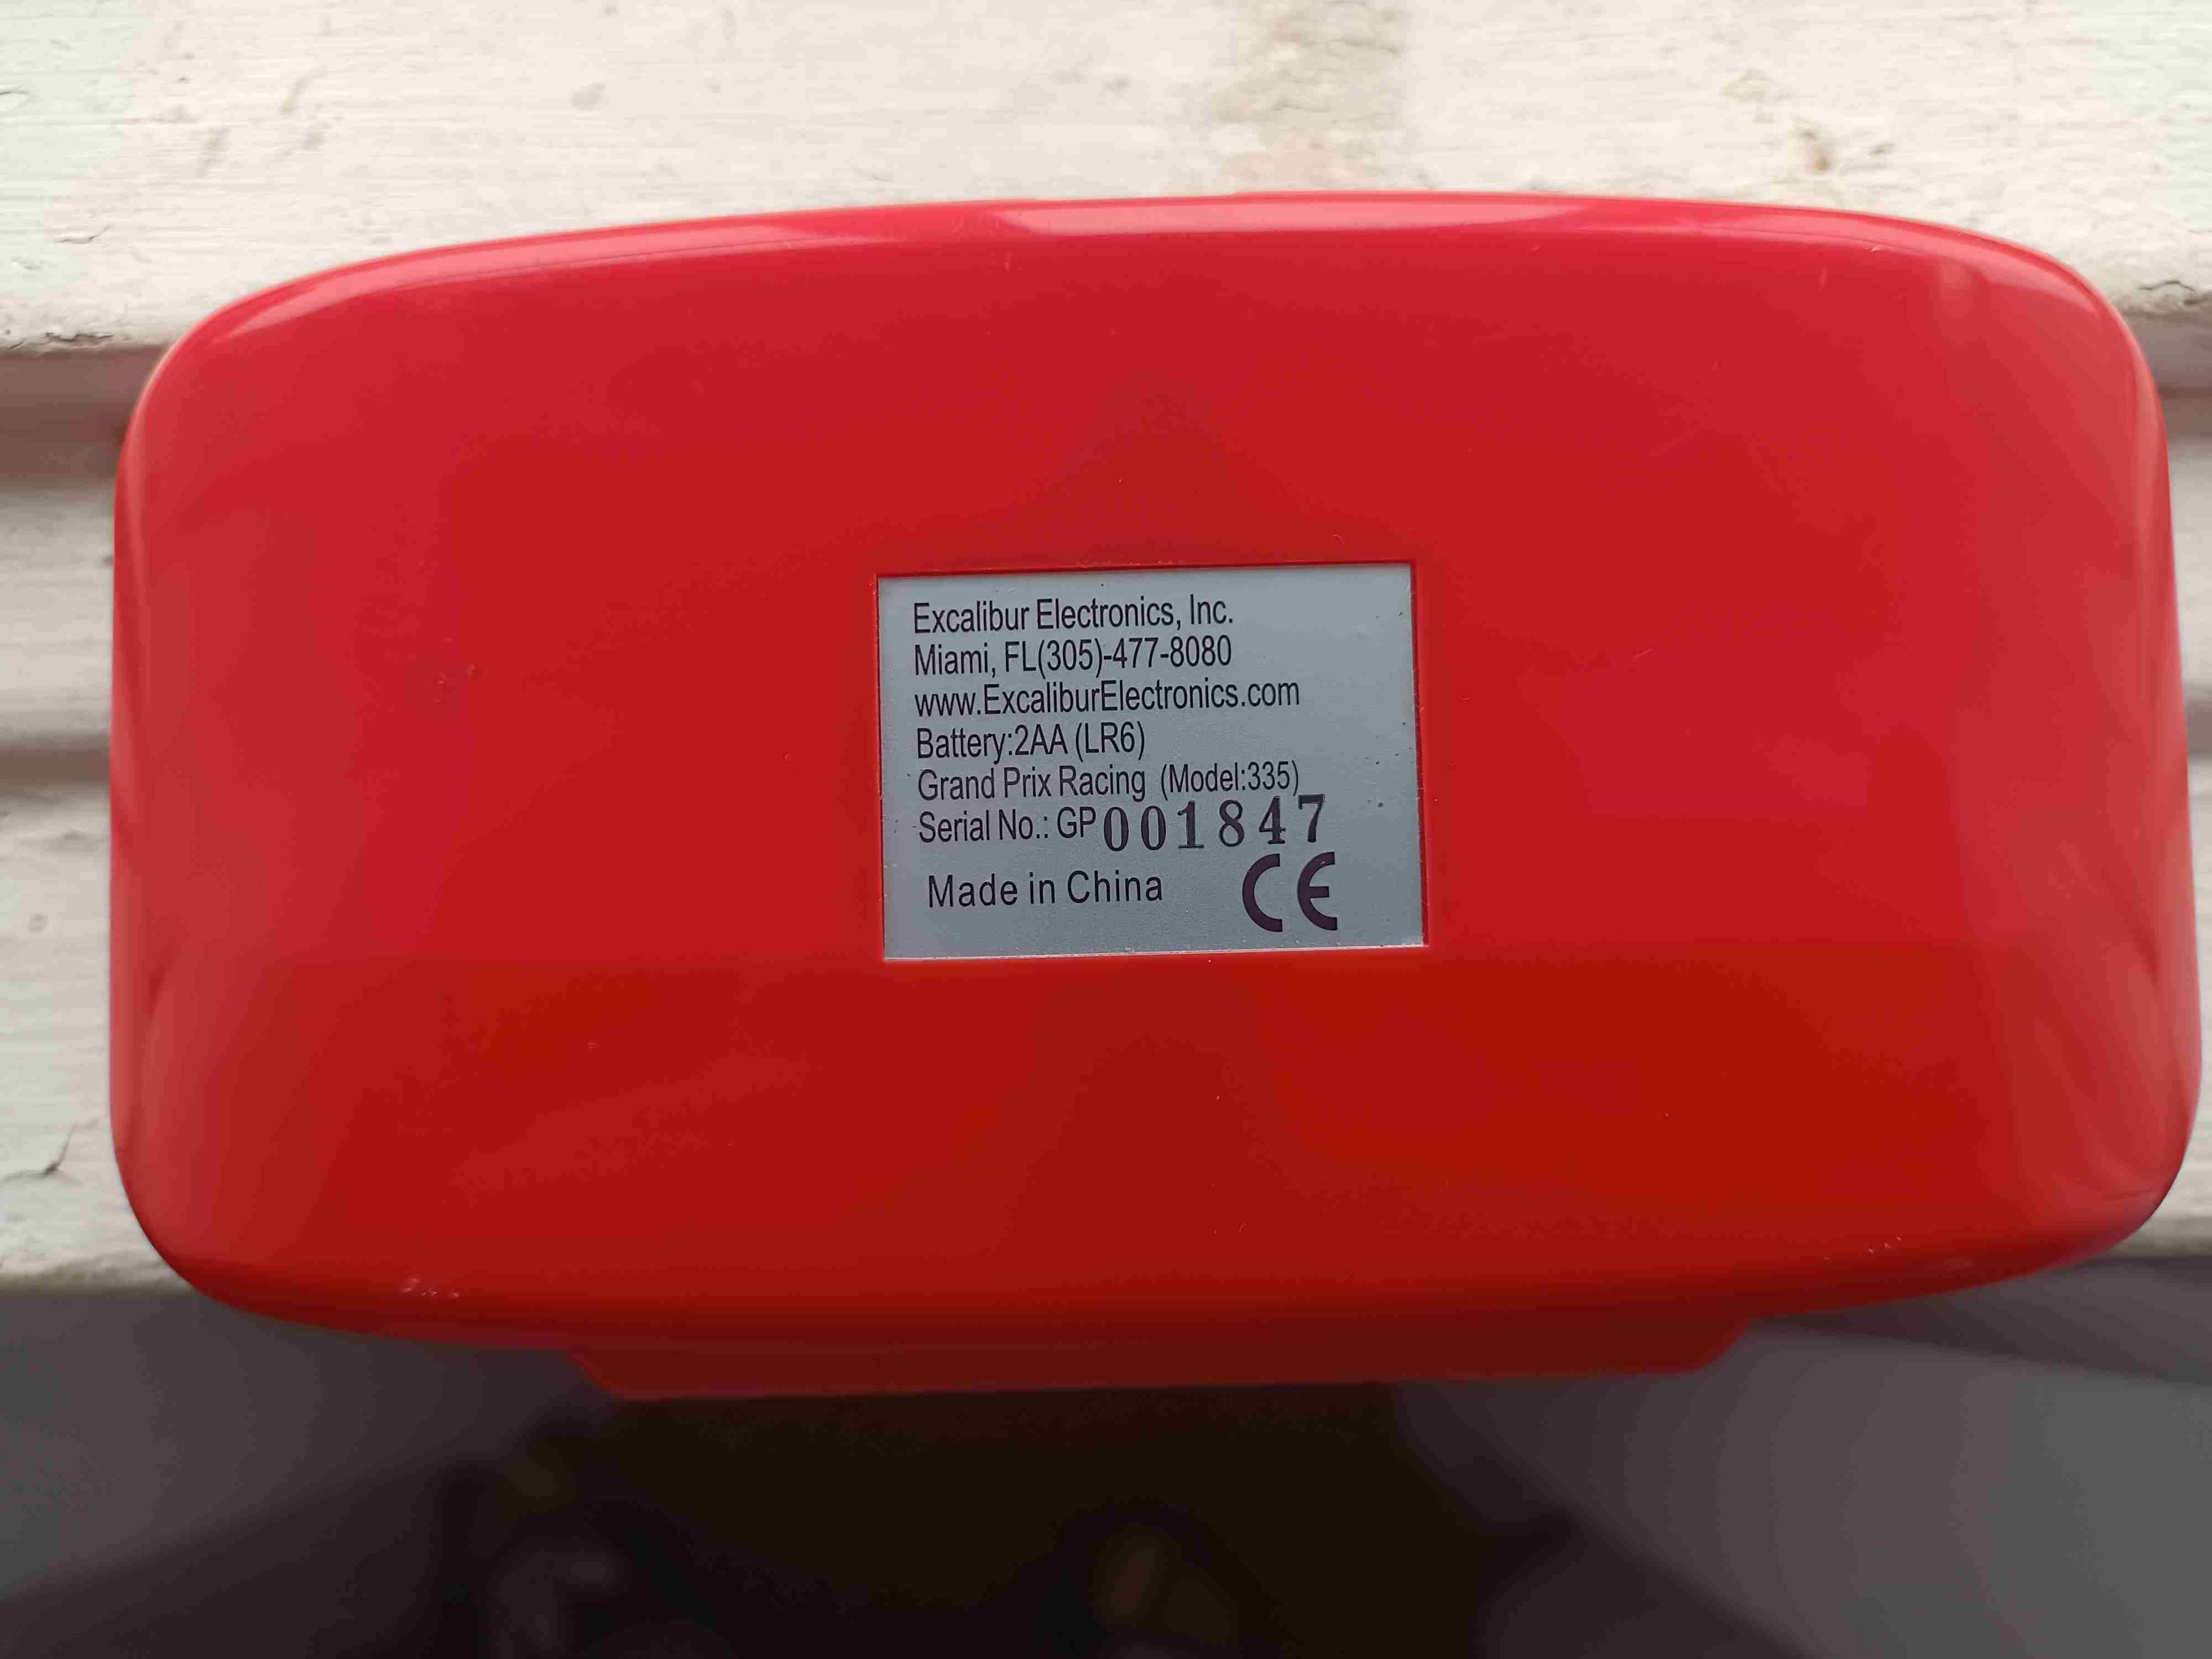 Excalibur Electronics, Inc.
Miami, FL(305)-477-8080
www.ExcaliburElectronics.com
Battery:2AA (LR6)
Grand Prix Racing (Model:335)
Serial No.: GP001847
Made in China CE